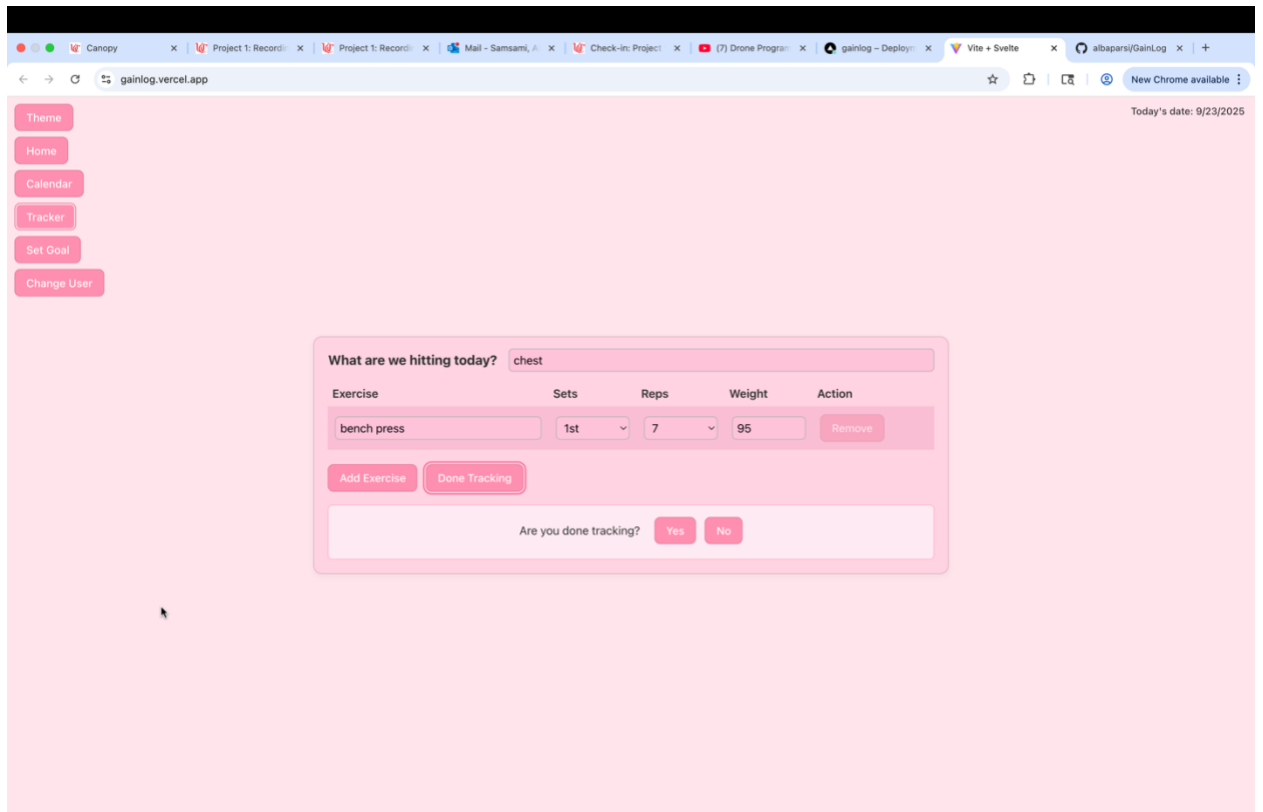 Canopy
Project 1: Recordi
Project 1: Recordi
Mail - Samsami, A
Check-in: Project
(7) Drone Program
gainlog – Deploym
Vite + Svelte
albaparsi/GainLog
gainlog.vercel.app
New Chrome available
Theme
Today's date: 9/23/2025
Home
Calendar
Tracker
Set Goal
Change User
What are we hitting today? chest
Exercise Sets Reps Weight Action
bench press 1st 7 95 Remove
Add Exercise Done Tracking
Are you done tracking? Yes No